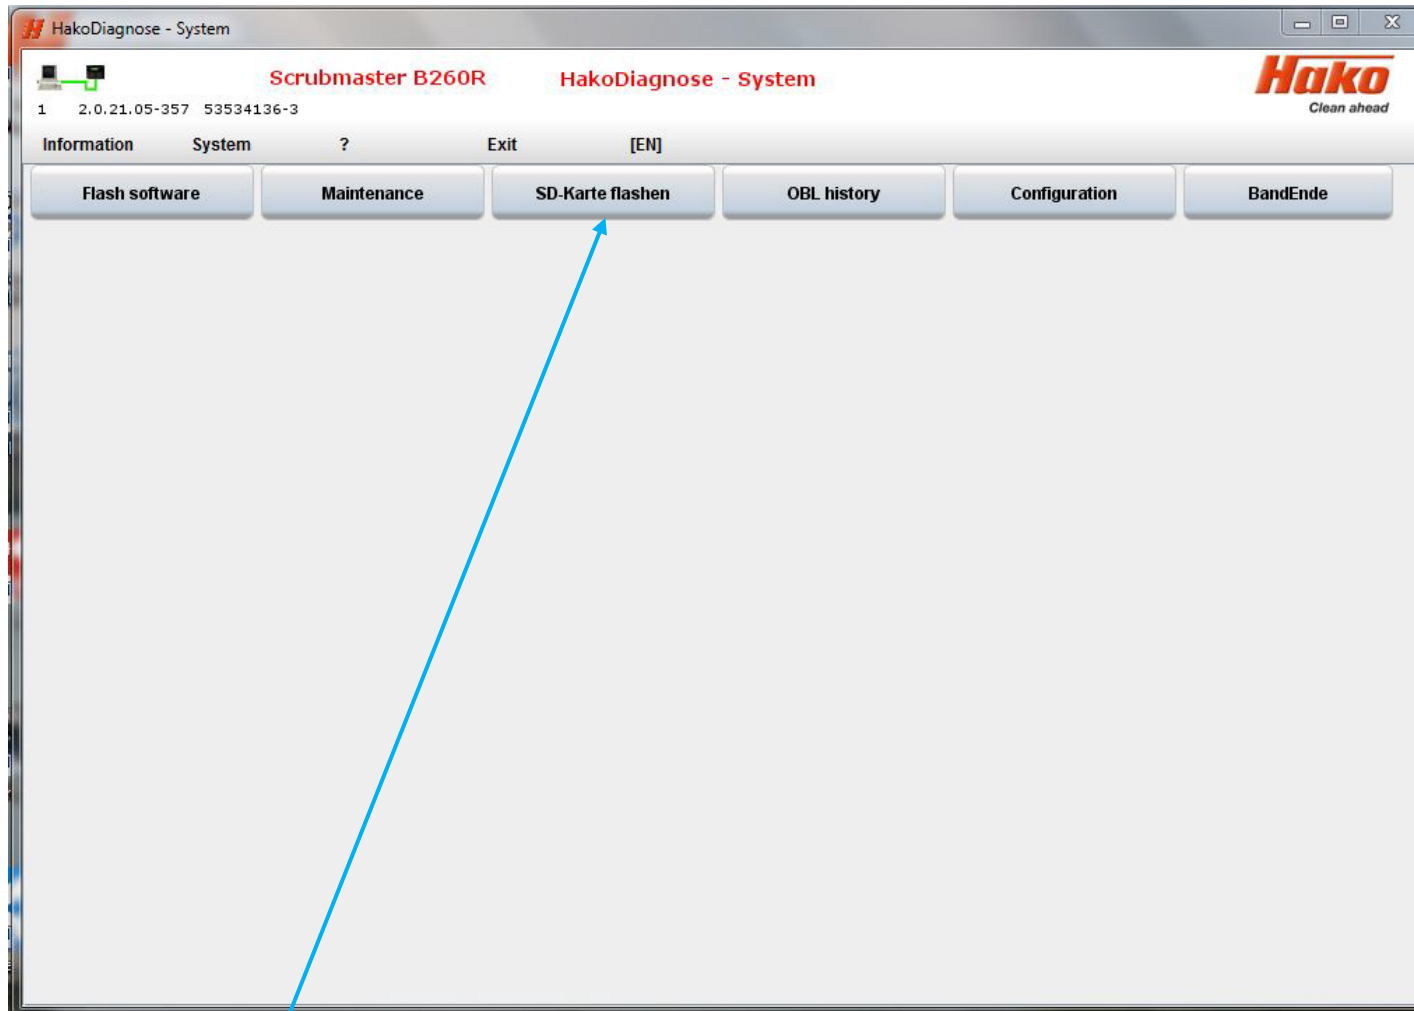 HakoDiagnose - System
Scrubmaster B260R HakoDiagnose - System
Hako
Clean ahead
1 2.0.21.05-357 53534136-3
Information System ? Exit [EN]
Flash software Maintenance SD-Karte flashen OBL history Configuration BandEnde